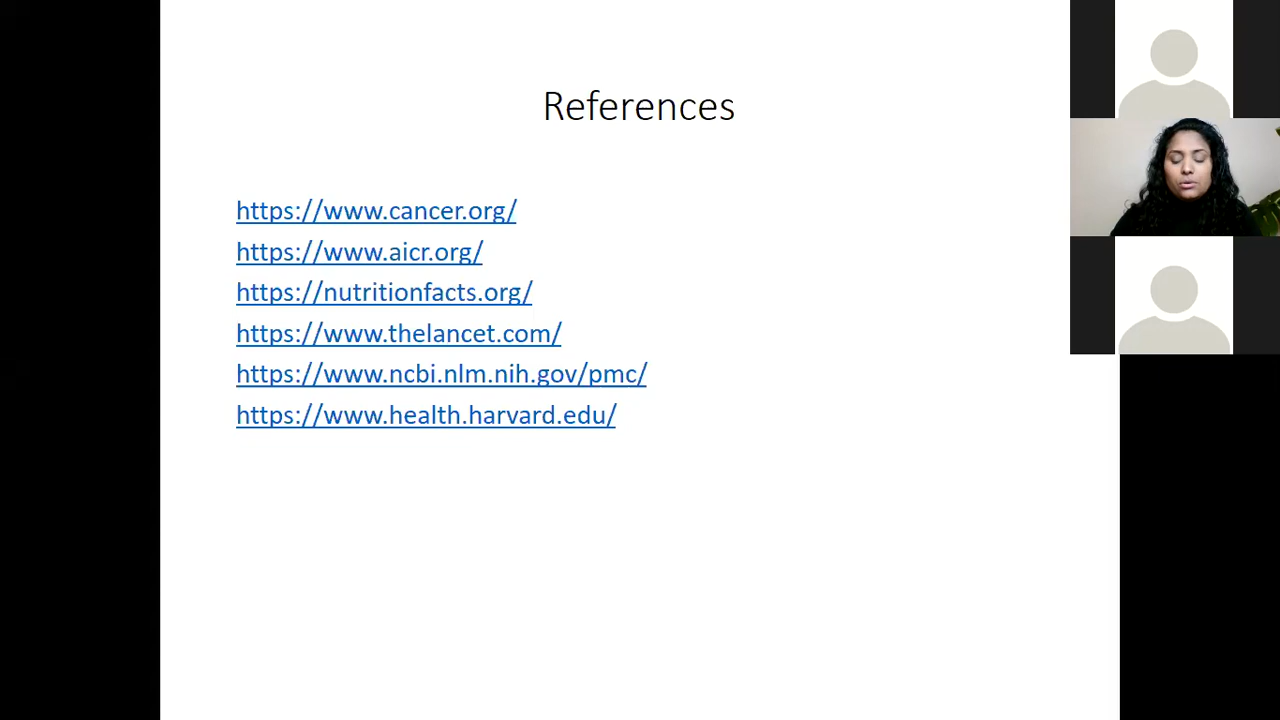 References
https://www.cancer.org/
https://www.aicr.org/
https://nutritionfacts.org/
https://www.thelancet.com/
https://www.ncbi.nlm.nih.gov/pmc/
https://www.health.harvard.edu/